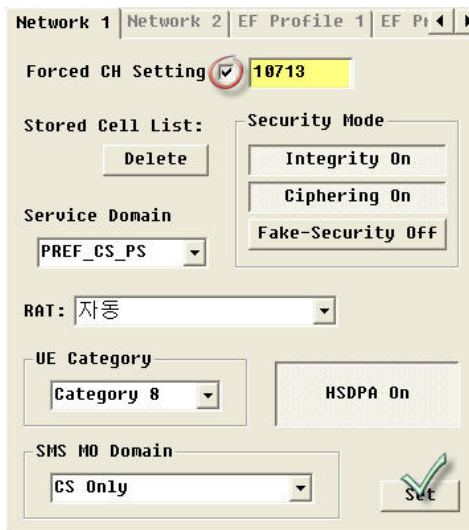 Network 1 Network 2 EF Profile 1 EF
Forced CH Setting 10713
Stored Cell List:
Delete
Security Mode
Integrity On
Ciphering On
Fake-Security Off
Service Domain
PREF_CS_PS
RAT: 자동
UE Category
Category 8
HSDPA On
SMS MO Domain
CS Only
Set